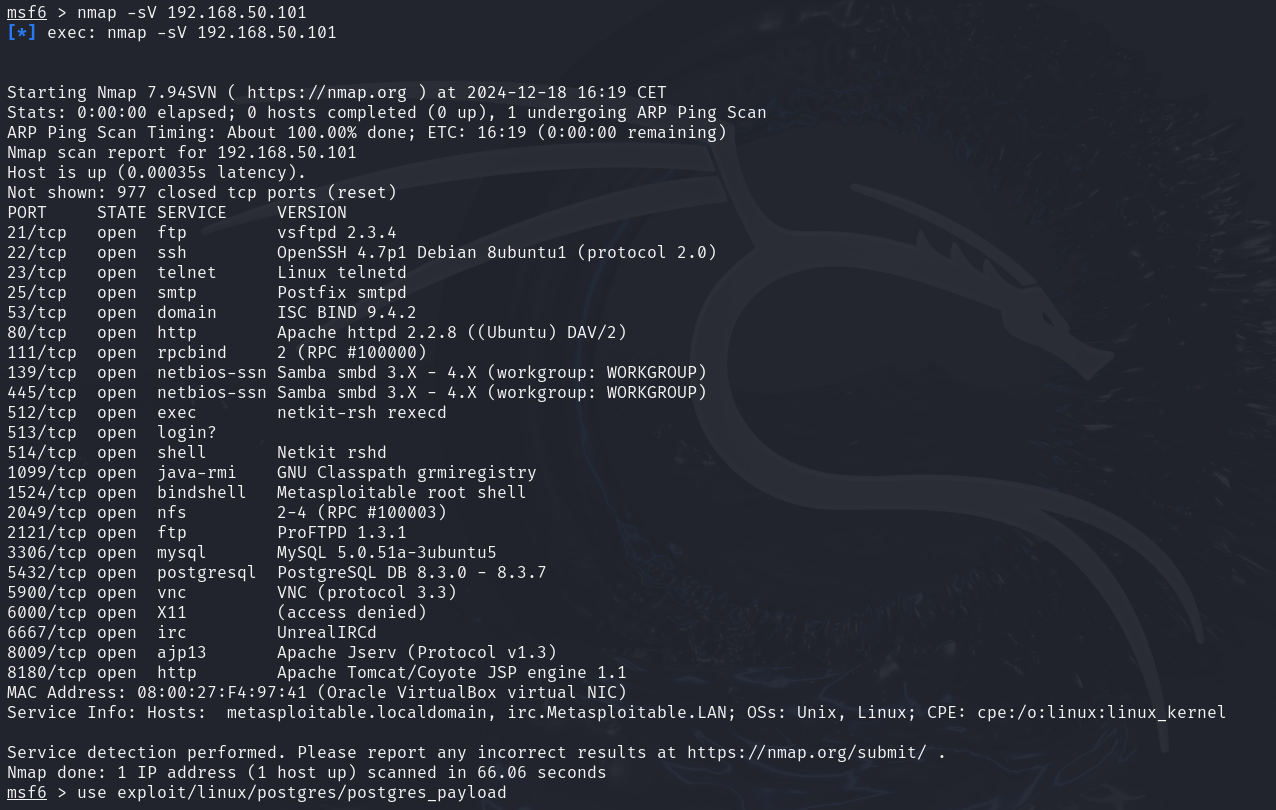 msf6 > nmap -sV 192.168.50.101
[*] exec: nmap -sV 192.168.50.101
Starting Nmap 7.94SVN ( https://nmap.org ) at 2024-12-18 16:19 CET
Stats: 0:00:00 elapsed; 0 hosts completed (0 up), 1 undergoing ARP Ping Scan
ARP Ping Scan Timing: About 100.00% done; ETC: 16:19 (0:00:00 remaining)
Nmap scan report for 192.168.50.101
Host is up (0.00035s latency).
Not shown: 977 closed tcp ports (reset)
PORT     STATE SERVICE     VERSION
21/tcp   open  ftp         vsftpd 2.3.4
22/tcp   open  ssh         OpenSSH 4.7p1 Debian 8ubuntu1 (protocol 2.0)
23/tcp   open  telnet      Linux telnetd
25/tcp   open  smtp        Postfix smtpd
53/tcp   open  domain      ISC BIND 9.4.2
80/tcp   open  http        Apache httpd 2.2.8 ((Ubuntu) DAV/2)
111/tcp  open  rpcbind     2 (RPC #100000)
139/tcp  open  netbios-ssn Samba smbd 3.X - 4.X (workgroup: WORKGROUP)
445/tcp  open  netbios-ssn Samba smbd 3.X - 4.X (workgroup: WORKGROUP)
512/tcp  open  exec        netkit-rsh rexecd
513/tcp  open  login?
514/tcp  open  shell       Netkit rshd
1099/tcp open  java-rmi    GNU Classpath grmiregistry
1524/tcp open  bindshell   Metasploitable root shell
2049/tcp open  nfs         2-4 (RPC #100003)
2121/tcp open  ftp         ProFTPD 1.3.1
3306/tcp open  mysql       MySQL 5.0.51a-3ubuntu5
5432/tcp open  postgresql  PostgreSQL DB 8.3.0 - 8.3.7
5900/tcp open  vnc         VNC (protocol 3.3)
6000/tcp open  X11         (access denied)
6667/tcp open  irc         UnrealIRCd
8009/tcp open  ajp13       Apache Jserv (Protocol v1.3)
8180/tcp open  http        Apache Tomcat/Coyote JSP engine 1.1
MAC Address: 08:00:27:F4:97:41 (Oracle VirtualBox virtual NIC)
Service Info: Hosts:  metasploitable.localdomain, irc.Metasploitable.LAN; OSs: Unix, Linux; CPE: cpe:/o:linux:linux_kernel
Service detection performed. Please report any incorrect results at https://nmap.org/submit/ .
Nmap done: 1 IP address (1 host up) scanned in 66.06 seconds
msf6 > use exploit/linux/postgres/postgres_payload